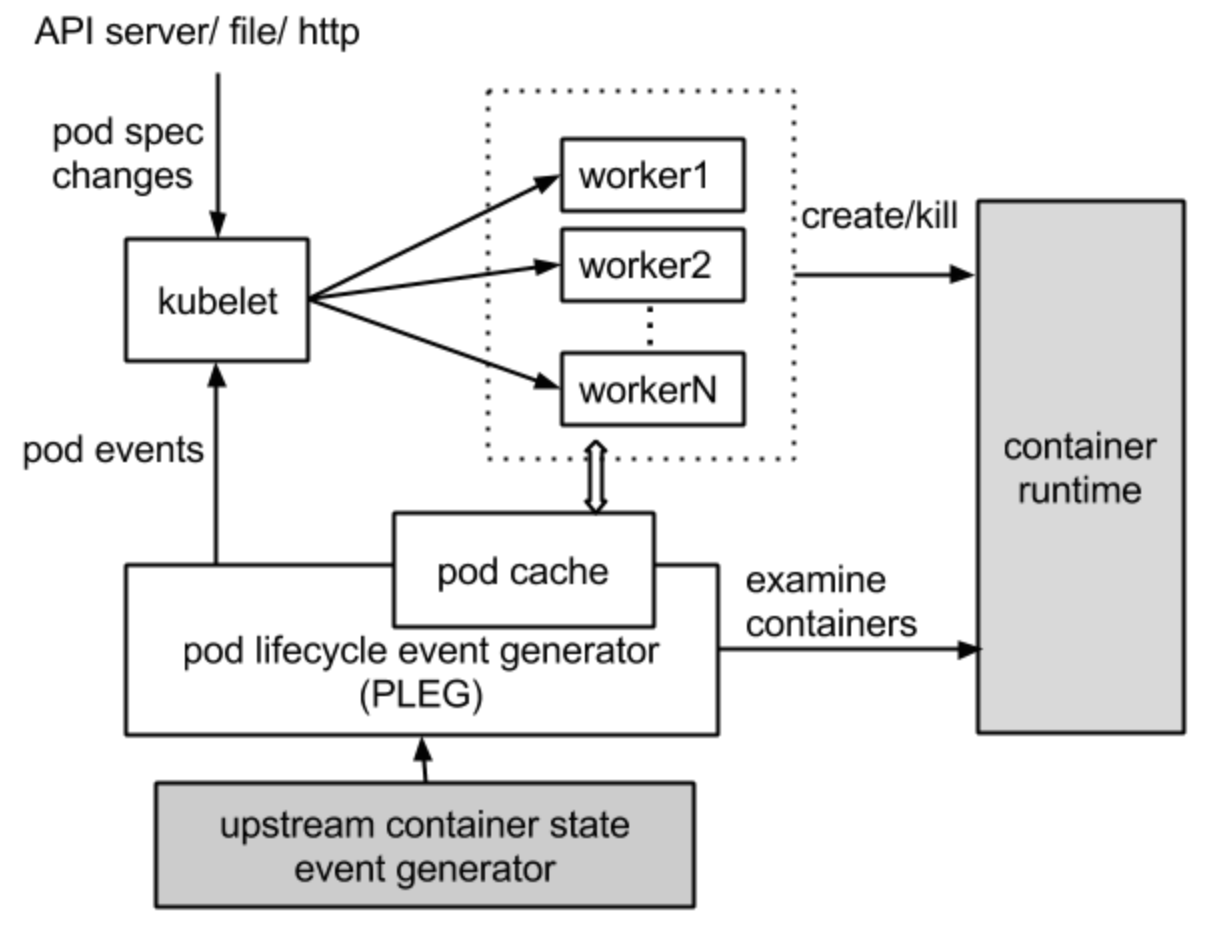 API server/ file/ http
pod spec
changes
worker1
create/kill
worker2
kubelet
workerN
pod events
container
runtime
pod cache
examine
containers
pod lifecycle event generator
(PLEG)
upstream container state
event generator